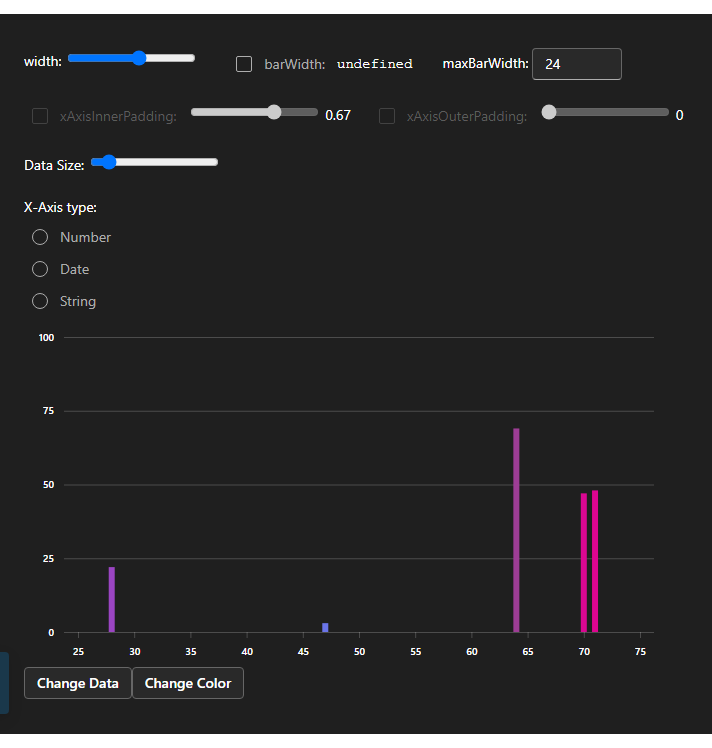 width: barWidth: undefined maxBarWidth: 24
xAxisInnerPadding: 0.67 xAxisOuterPadding: 0
Data Size:
X-Axis type:
Number
Date
String
100
75
50
25
0
25 30 35 40 45 50 55 60 65 70 75
Change Data Change Color